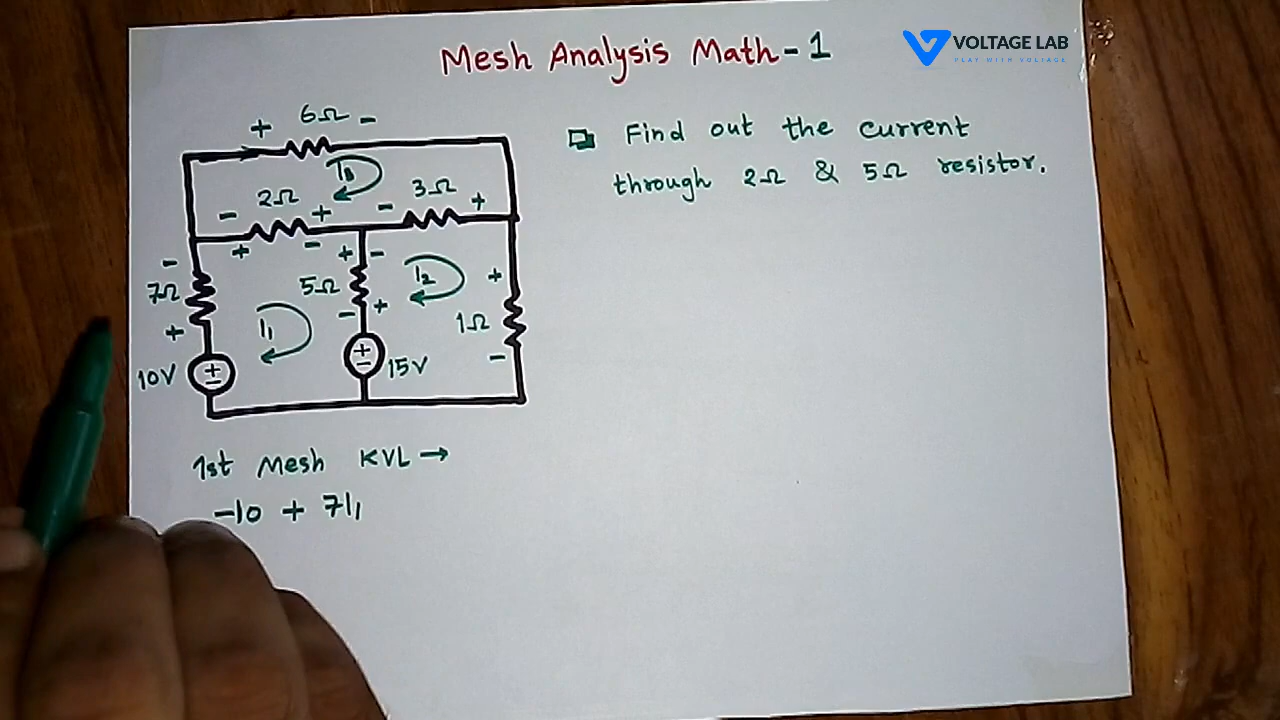 Mesh Analysis Math-1
VOLTAGE LAB
PLAY WITH VOLTAGE
Find out the current
through 2Ω & 5Ω resistor.
+ 6Ω -
I3
2Ω
3Ω
- + - +
+ - + -
-
7Ω
+
5Ω
- +
I2
+
1Ω
-
I1
10V
+
-
+
-
15V
1st Mesh KVL →
-10 + 7I1